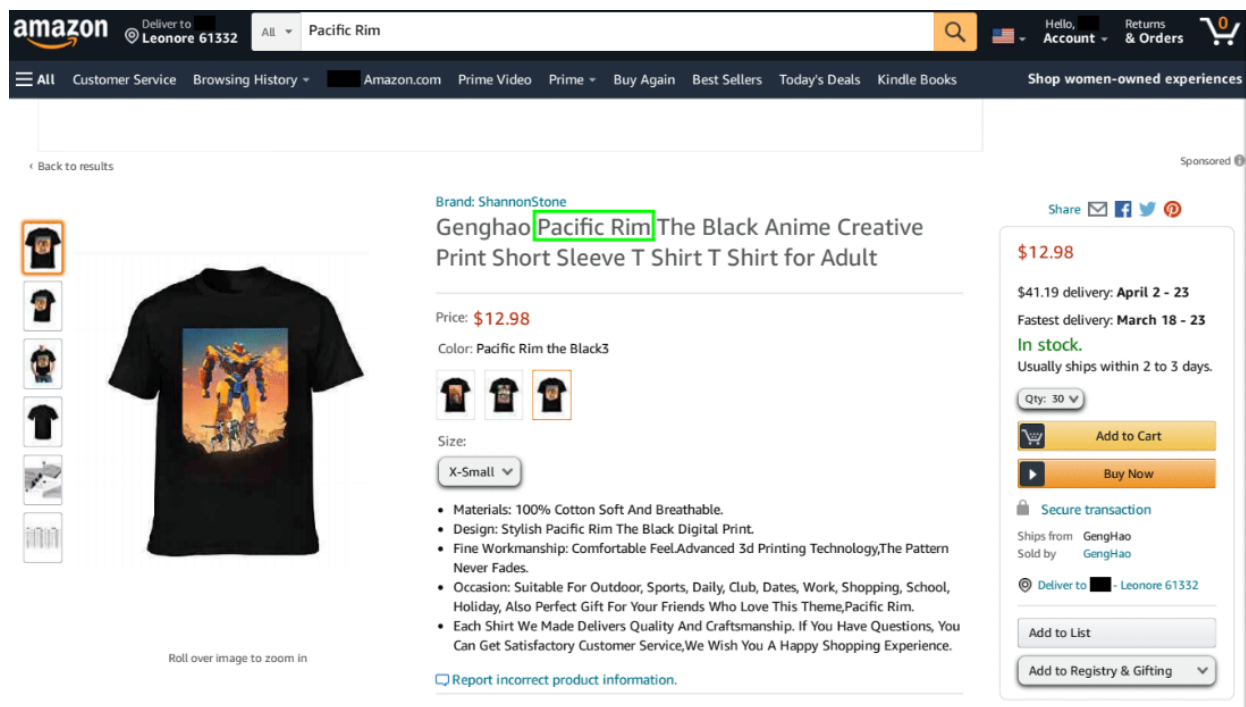 amazon
Deliver to
Leonore 61332
All
Pacific Rim
Hello,
Account
Returns
& Orders
0
All
Customer Service
Browsing History
Amazon.com
Prime Video
Prime
Buy Again
Best Sellers
Today's Deals
Kindle Books
Shop women-owned experiences
‹ Back to results
Sponsored
Brand: ShannonStone
Genghao Pacific Rim The Black Anime Creative
Print Short Sleeve T Shirt T Shirt for Adult
Price: $12.98
Color: Pacific Rim the Black3
Size:
X-Small
• Materials: 100% Cotton Soft And Breathable.
• Design: Stylish Pacific Rim The Black Digital Print.
• Fine Workmanship: Comfortable Feel.Advanced 3d Printing Technology,The Pattern
Never Fades.
• Occasion: Suitable For Outdoor, Sports, Daily, Club, Dates, Work, Shopping, School,
Holiday, Also Perfect Gift For Your Friends Who Love This Theme,Pacific Rim.
• Each Shirt We Made Delivers Quality And Craftsmanship. If You Have Questions, You
Can Get Satisfactory Customer Service,We Wish You A Happy Shopping Experience.
Report incorrect product information.
Roll over image to zoom in
Share
$12.98
$41.19 delivery: April 2 - 23
Fastest delivery: March 18 - 23
In stock.
Usually ships within 2 to 3 days.
Qty: 30
Add to Cart
Buy Now
Secure transaction
Ships from GengHao
Sold by GengHao
Deliver to - Leonore 61332
Add to List
Add to Registry & Gifting